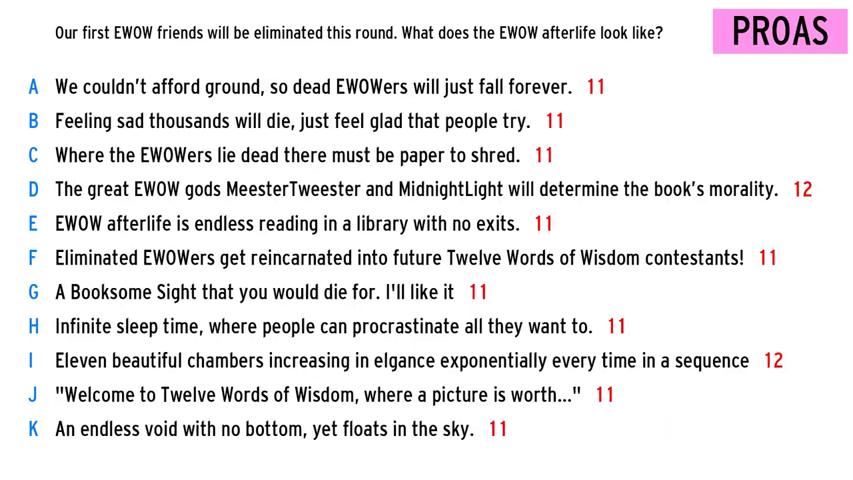 Our first EWOW friends will be eliminated this round. What does the EWOW afterlife look like?
PROAS
A We couldn't afford ground, so dead EWOWers will just fall forever. 11
B Feeling sad thousands will die, just feel glad that people try. 11
C Where the EWOWers lie dead there must be paper to shred. 11
D The great EWOW gods MeesterTweester and MidnightLight will determine the book's morality. 12
E EWOW afterlife is endless reading in a library with no exits. 11
F Eliminated EWOWers get reincarnated into future Twelve Words of Wisdom contestants! 11
G A Booksome Sight that you would die for. I'll like it 11
H Infinite sleep time, where people can procrastinate all they want to. 11
I Eleven beautiful chambers increasing in elgance exponentially every time in a sequence 12
J "Welcome to Twelve Words of Wisdom, where a picture is worth..." 11
K An endless void with no bottom, yet floats in the sky. 11